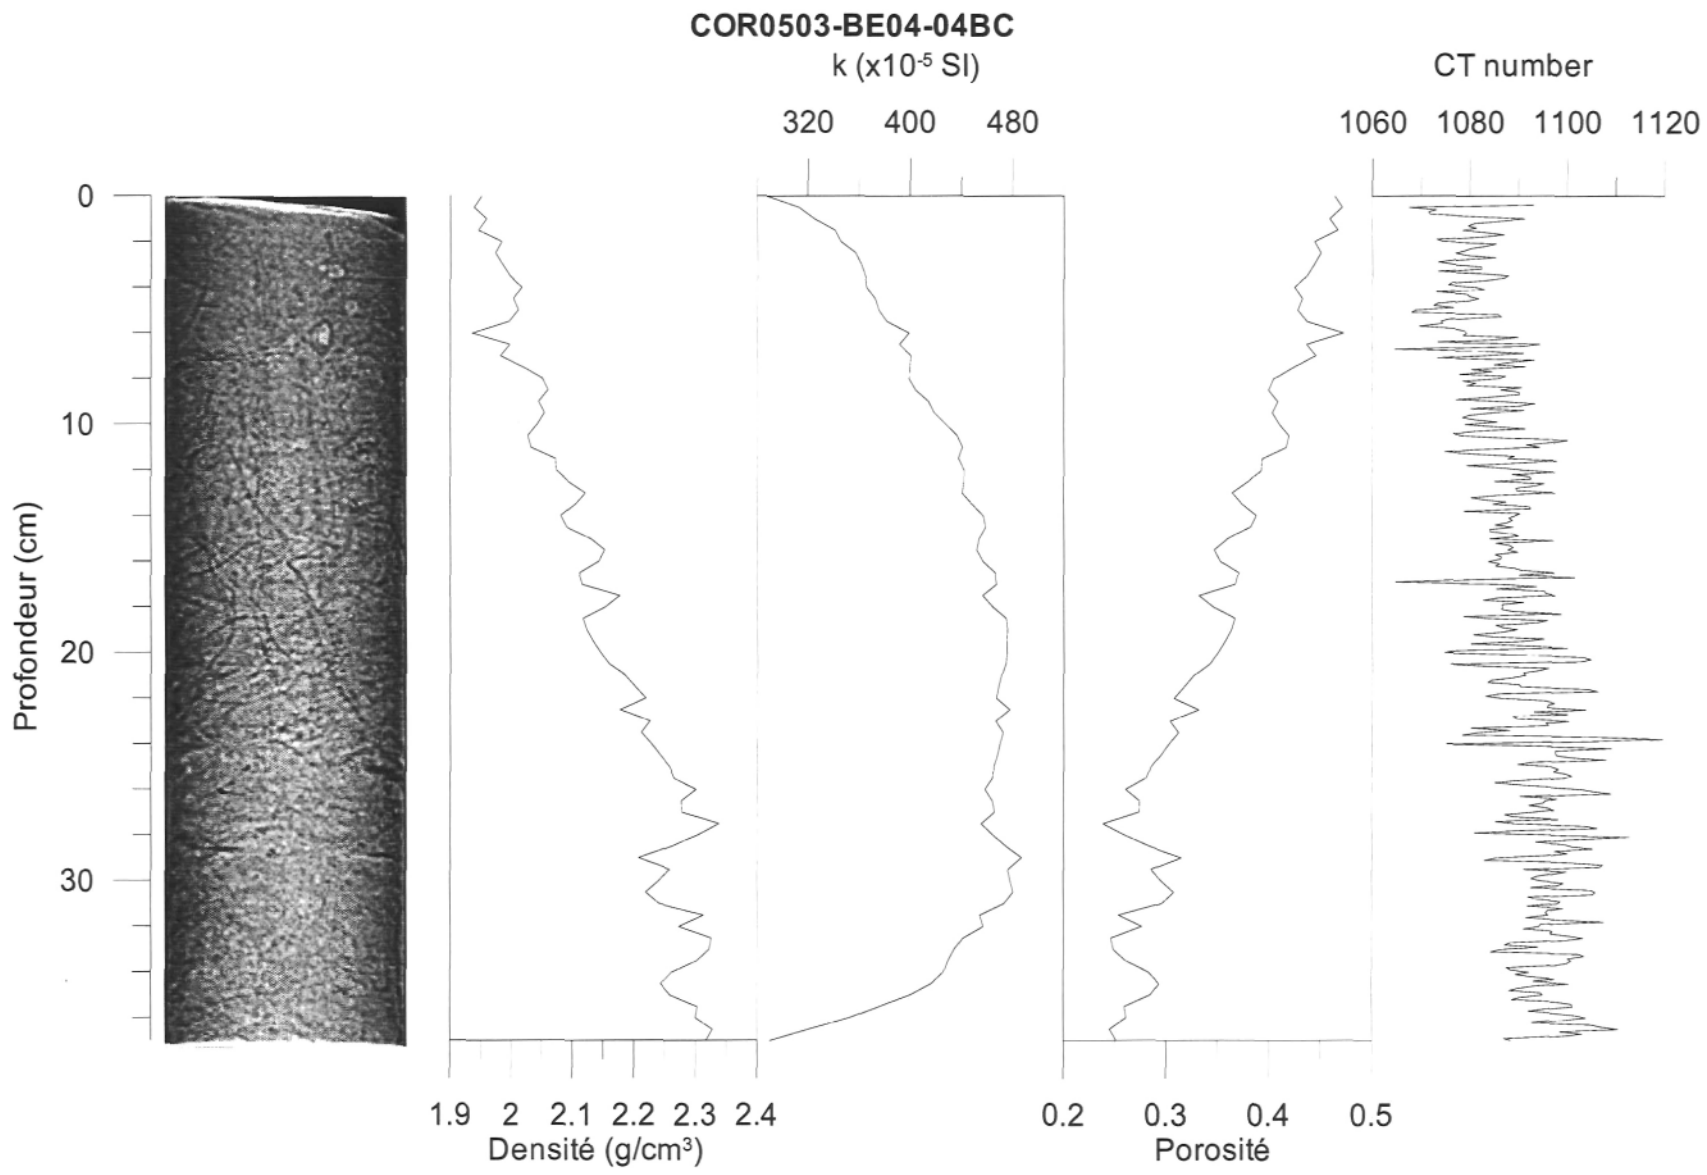 COR0503-BE04-04BC
k (x10⁻⁵ SI)
CT number
320 400 480
1060 1080 1100 1120
0
10
20
30
Profondeur (cm)
1.9 2 2.1 2.2 2.3 2.4
0.2 0.3 0.4 0.5
Densité (g/cm³)
Porosité